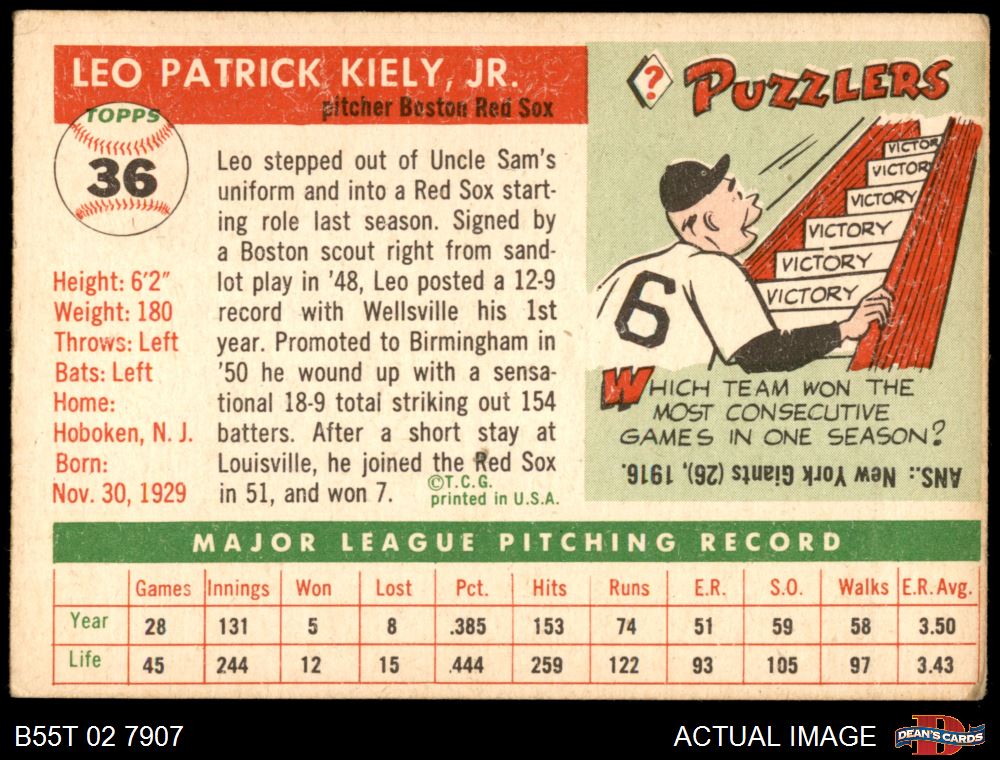 LEO PATRICK KIELY, JR.
pitcher Boston Red Sox
TOPPS
36
Height: 6'2"
Weight: 180
Throws: Left
Bats: Left
Home:
Hoboken, N. J.
Born:
Nov. 30, 1929
Leo stepped out of Uncle Sam's
uniform and into a Red Sox start-
ing role last season. Signed by
a Boston scout right from sand-
lot play in '48, Leo posted a 12-9
record with Wellsville his 1st
year. Promoted to Birmingham in
'50 he wound up with a sensa-
tional 18-9 total striking out 154
batters. After a short stay at
Louisville, he joined the Red Sox
in 51, and won 7.
©T.C.G.
printed in U.S.A.
? PUZZLERS
VICTOR
VICTOR
VICTORY
VICTORY
VICTORY
VICTORY
6
WHICH TEAM WON THE
MOST CONSECUTIVE
GAMES IN ONE SEASON?
ANS.: New York Giants (26), 1916.
MAJOR LEAGUE PITCHING RECORD
Games Innings Won Lost Pct. Hits Runs E.R. S.O. Walks E.R. Avg.
Year 28 131 5 8 .385 153 74 51 59 58 3.50
Life 45 244 12 15 .444 259 122 93 105 97 3.43
B55T 02 7907
ACTUAL IMAGE
D
DEAN'S CARDS